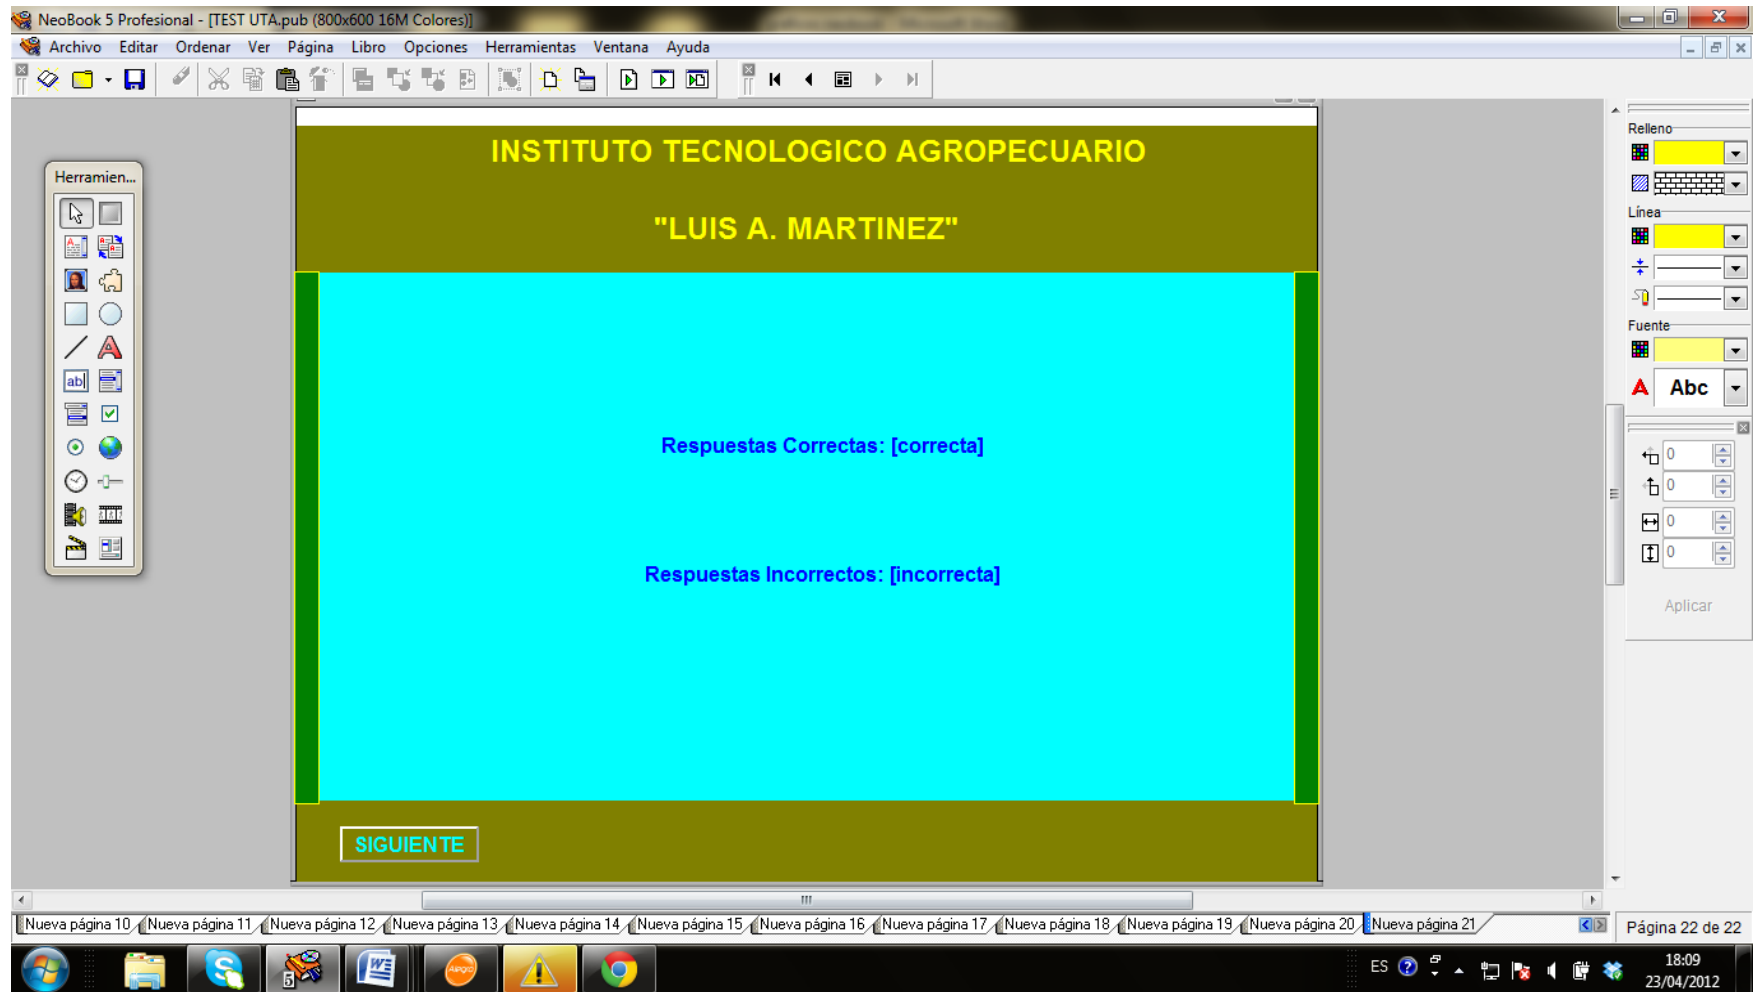 NeoBook 5 Profesional - [TEST UTA.pub (800x600 16M Colores)]
Archivo Editar Ordenar Ver Página Libro Opciones Herramientas Ventana Ayuda
INSTITUTO TECNOLOGICO AGROPECUARIO
"LUIS A. MARTINEZ"
Herramien...
ab
Respuestas Correctas: [correcta]
Respuestas Incorrectos: [incorrecta]
SIGUIENTE
Relleno
Línea
Fuente
A Abc
0
0
0
0
Aplicar
Nueva página 10 Nueva página 11 Nueva página 12 Nueva página 13 Nueva página 14 Nueva página 15 Nueva página 16 Nueva página 17 Nueva página 18 Nueva página 19 Nueva página 20 Nueva página 21
Página 22 de 22
ES
18:09
23/04/2012